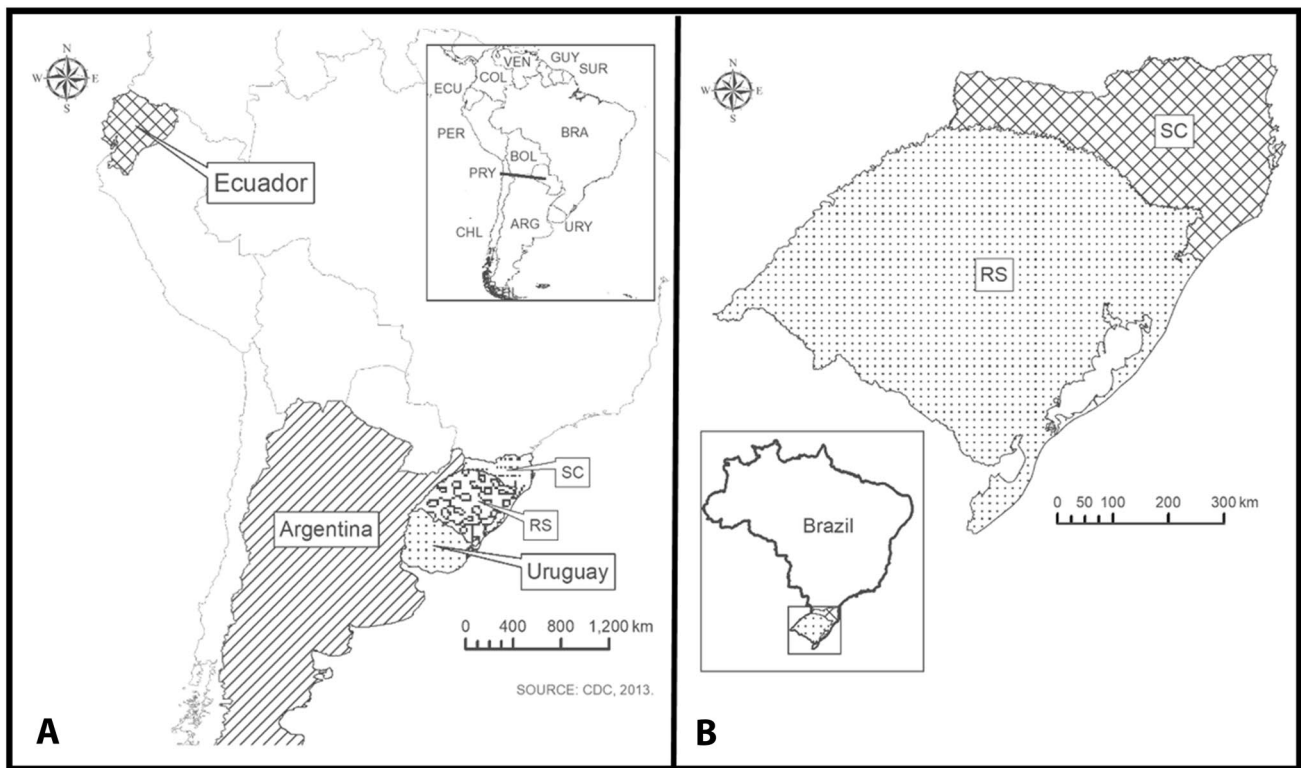 N
W E
S
Ecuador
VEN
GUY
SUR
COL
ECU
PER
BRA
BOL
PRY
ARG
CHL
URY
SC
RS
Argentina
Uruguay
0 400 800 1,200 km
SOURCE: CDC, 2013.
A
N
W E
S
SC
RS
Brazil
0 50 100 200 300 km
B